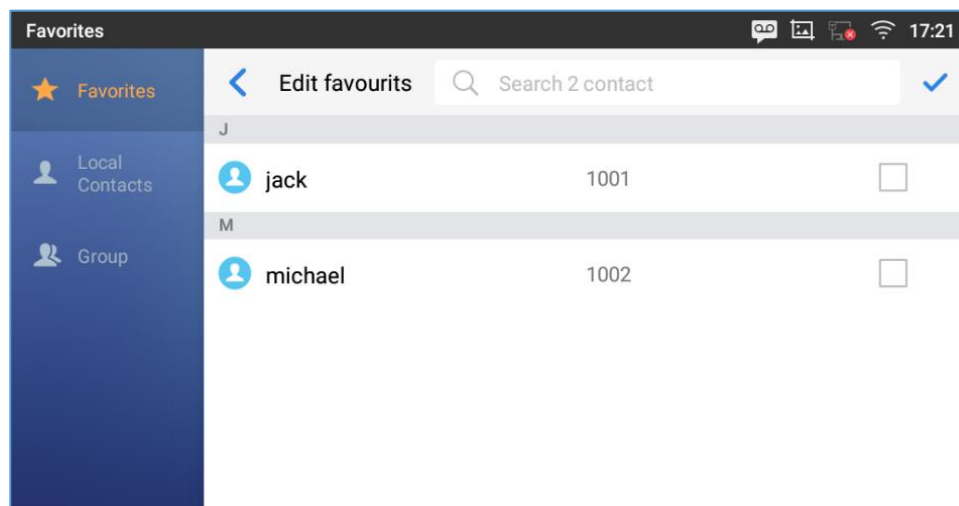 Favorites
17:21
Favorites
Edit favourits
Search 2 contact
J
Local
Contacts
jack
1001
M
Group
michael
1002